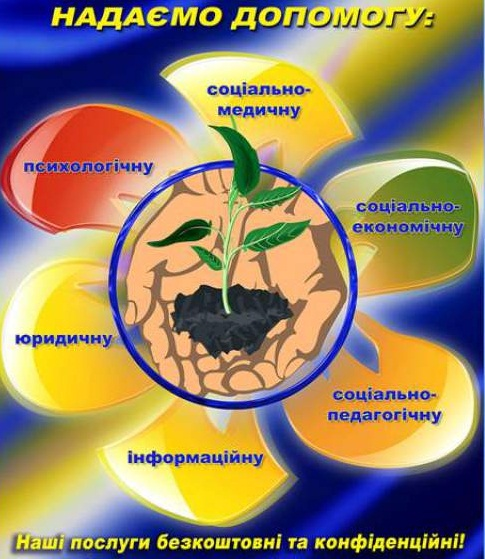 НАДАЄМО ДОПОМОГУ:
соціально-
медичну
психологічну
соціально-
економічну
юридичну
соціально-
педагогічну
інформаційну
Наші послуги безкоштовні та конфіденційні!